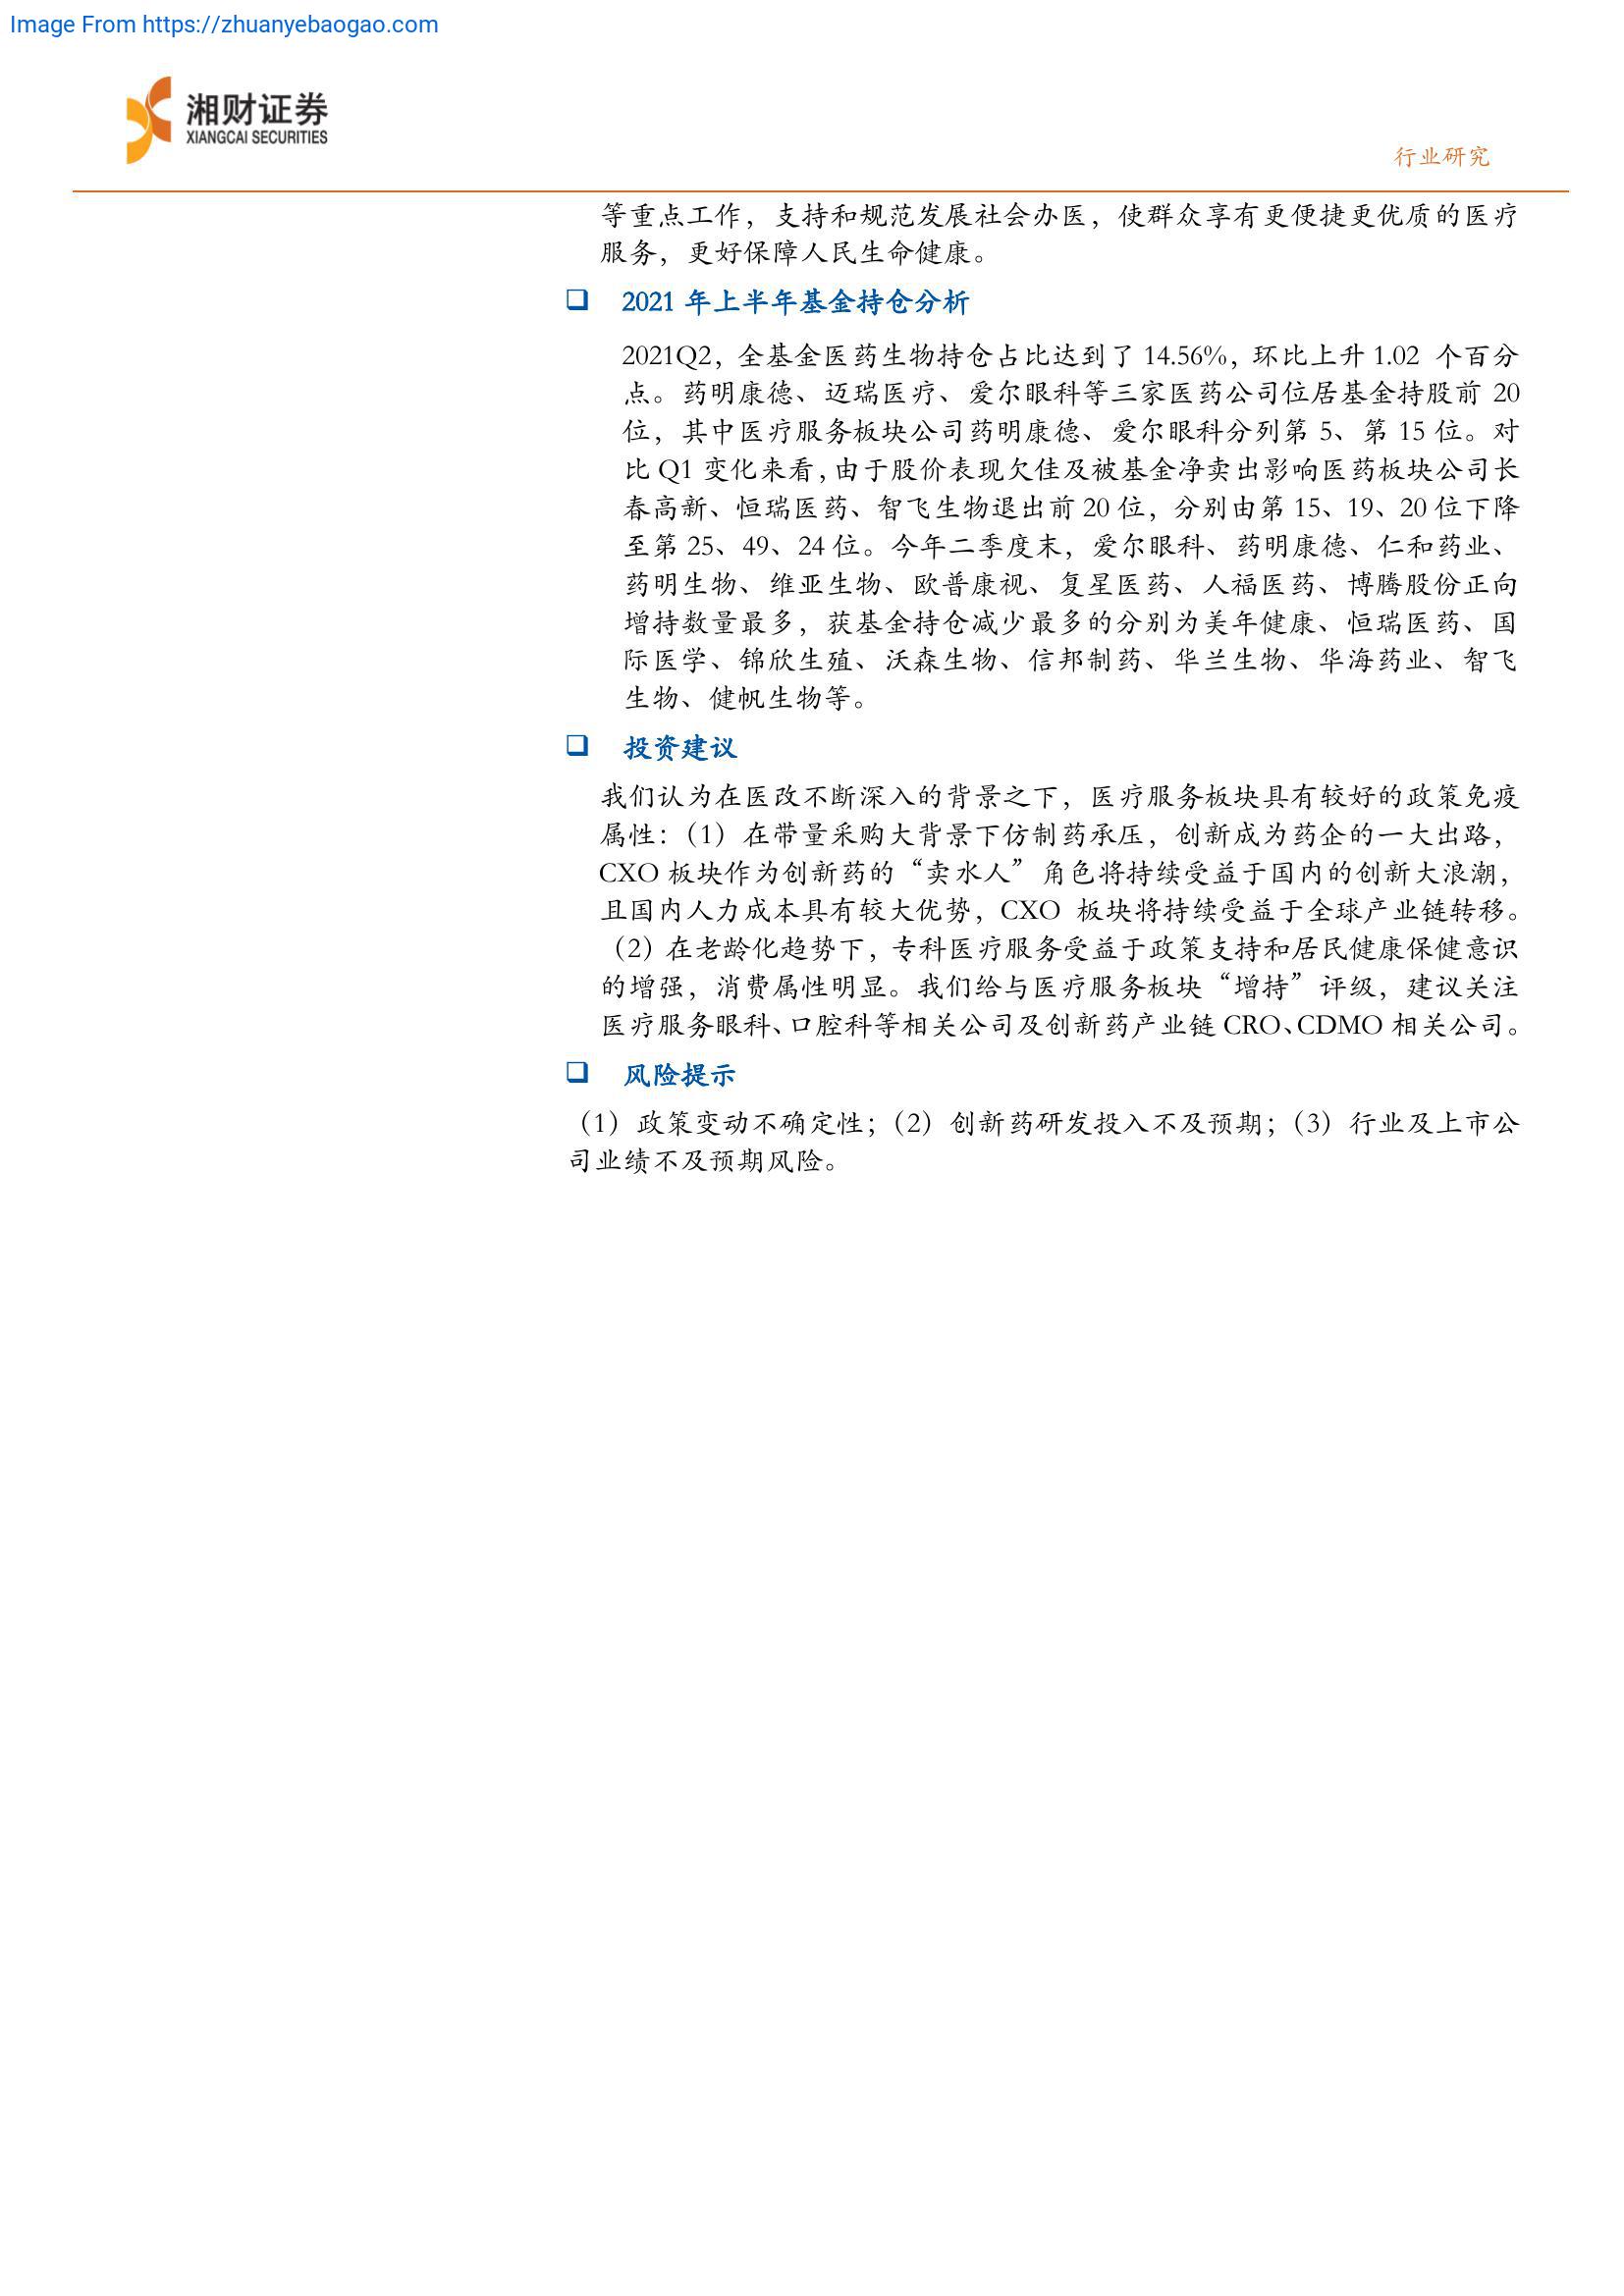 Image From https://zhuanyebaogao.com
湘财证券
XIANGCAI SECURITIES
行业研究
等重点工作，支持和规范发展社会办医，使群众享有更便捷更优质的医疗
服务，更好保障人民生命健康。
❑ 2021 年上半年基金持仓分析
2021Q2，全基金医药生物持仓占比达到了 14.56%，环比上升 1.02 个百分
点。药明康德、迈瑞医疗、爱尔眼科等三家医药公司位居基金持股前 20
位，其中医疗服务板块公司药明康德、爱尔眼科分列第 5、第 15 位。对
比 Q1 变化来看，由于股价表现欠佳及被基金净卖出影响医药板块公司长
春高新、恒瑞医药、智飞生物退出前 20 位，分别由第 15、19、20 位下降
至第 25、49、24 位。今年二季度末，爱尔眼科、药明康德、仁和药业、
药明生物、维亚生物、欧普康视、复星医药、人福医药、博腾股份正向
增持数量最多，获基金持仓减少最多的分别为美年健康、恒瑞医药、国
际医学、锦欣生殖、沃森生物、信邦制药、华兰生物、华海药业、智飞
生物、健帆生物等。
❑ 投资建议
我们认为在医改不断深入的背景之下，医疗服务板块具有较好的政策免疫
属性：（1）在带量采购大背景下仿制药承压，创新成为药企的一大出路，
CXO 板块作为创新药的“卖水人”角色将持续受益于国内的创新大浪潮，
且国内人力成本具有较大优势，CXO 板块将持续受益于全球产业链转移。
（2）在老龄化趋势下，专科医疗服务受益于政策支持和居民健康保健意识
的增强，消费属性明显。我们给与医疗服务板块“增持”评级，建议关注
医疗服务眼科、口腔科等相关公司及创新药产业链 CRO、CDMO 相关公司。
❑ 风险提示
（1）政策变动不确定性；（2）创新药研发投入不及预期；（3）行业及上市公
司业绩不及预期风险。